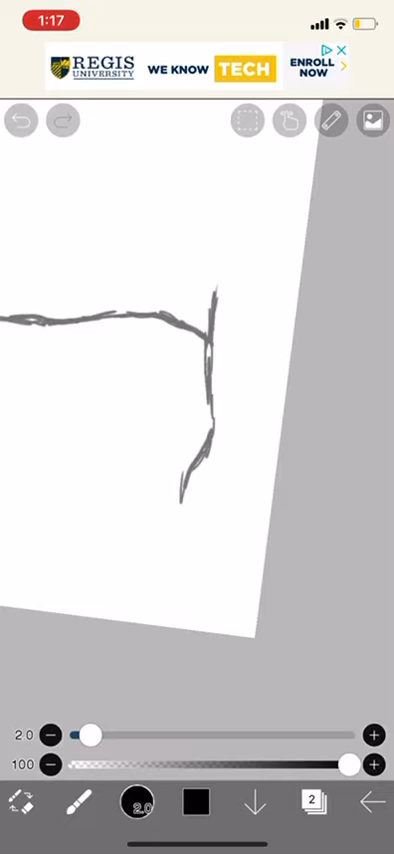 1:17
REGIS
UNIVERSITY
WE KNOW TECH
ENROLL
NOW
2.0
100
2.0
2